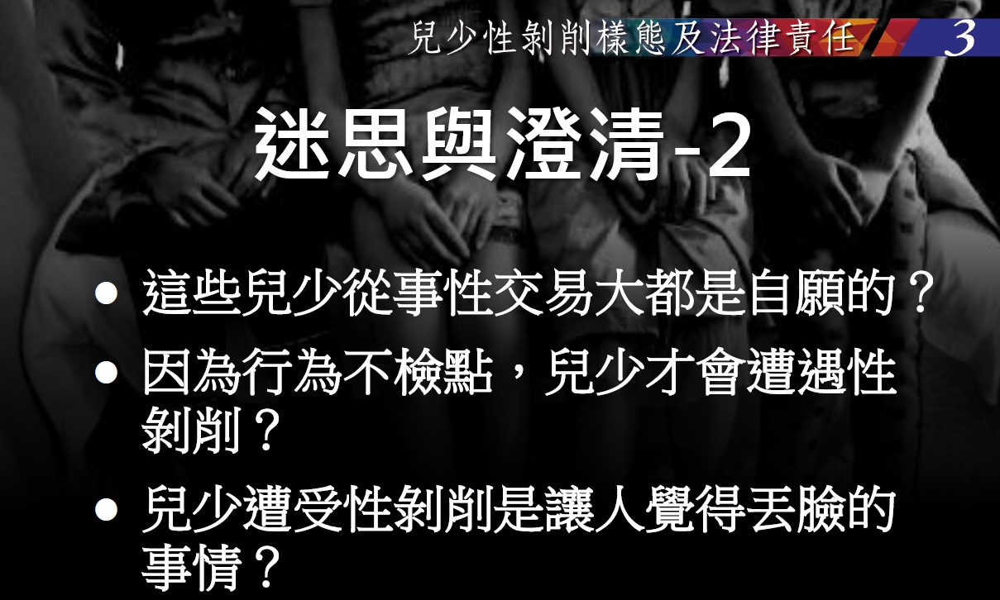 兒少性剝削樣態及法律責任 3
迷思與澄清-2
● 這些兒少從事性交易大都是自願的？
● 因為行為不檢點，兒少才會遭遇性
剝削？
● 兒少遭受性剝削是讓人覺得丟臉的
事情？